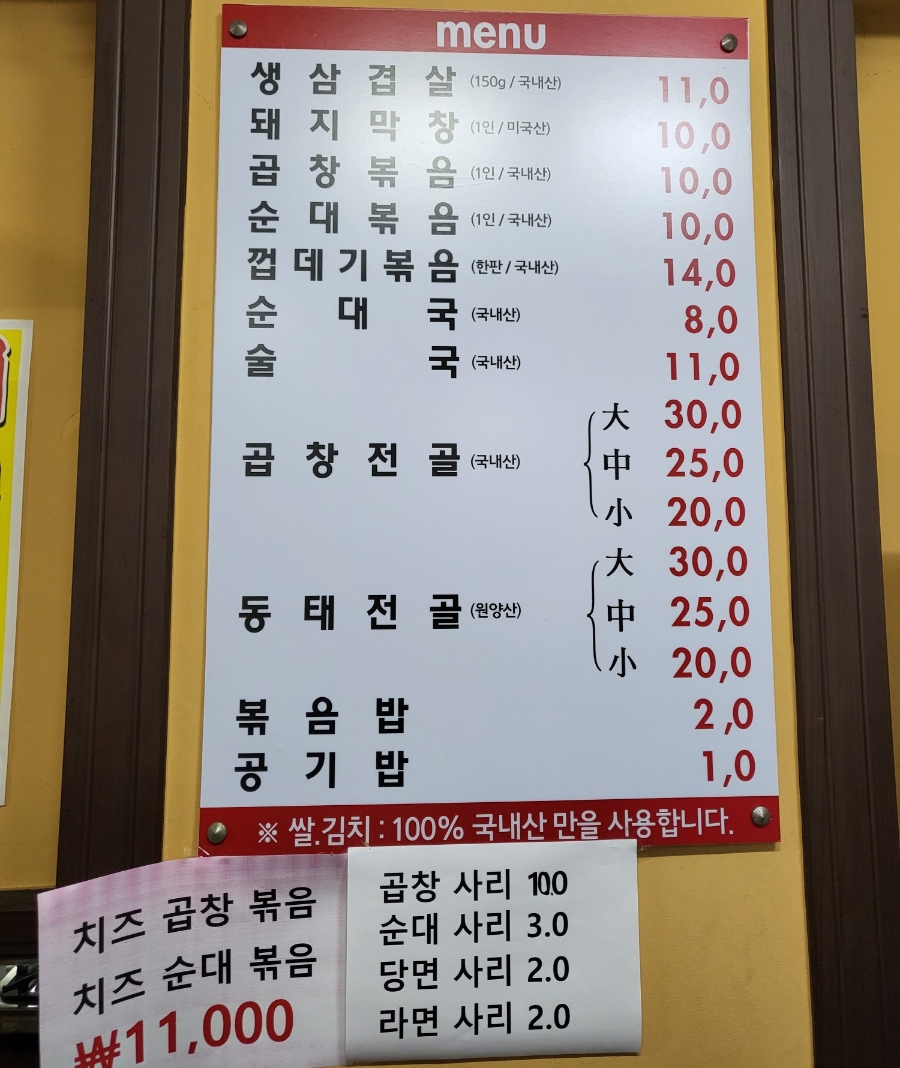 menu
생삼겹살 (150g / 국내산) 11,0
돼지막창 (1인 / 미국산) 10,0
곱창볶음 (1인 / 국내산) 10,0
순대볶음 (1인 / 국내산) 10,0
껍데기볶음 (한판 / 국내산) 14,0
순대국 (국내산) 8,0
술국 (국내산) 11,0
곱창전골 (국내산) 大 30,0
中 25,0
小 20,0
동태전골 (원양산) 大 30,0
中 25,0
小 20,0
볶음밥 2,0
공기밥 1,0
※ 쌀.김치 : 100% 국내산 만을 사용합니다.
치즈 곱창 볶음
치즈 순대 볶음
₩11,000
곱창 사리 10.0
순대 사리 3.0
당면 사리 2.0
라면 사리 2.0